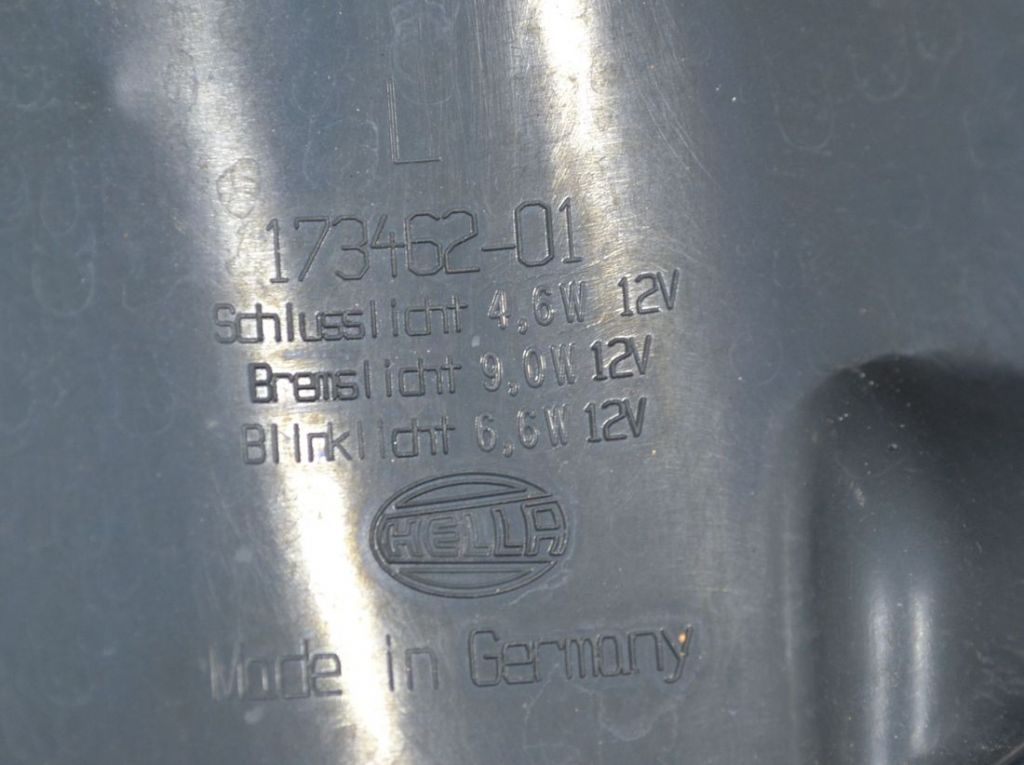 L
173462-01
Schlusslicht 4,6W 12V
Bremslicht 9,0W 12V
Blinklicht 6,6W 12V
HELLA
Made in Germany